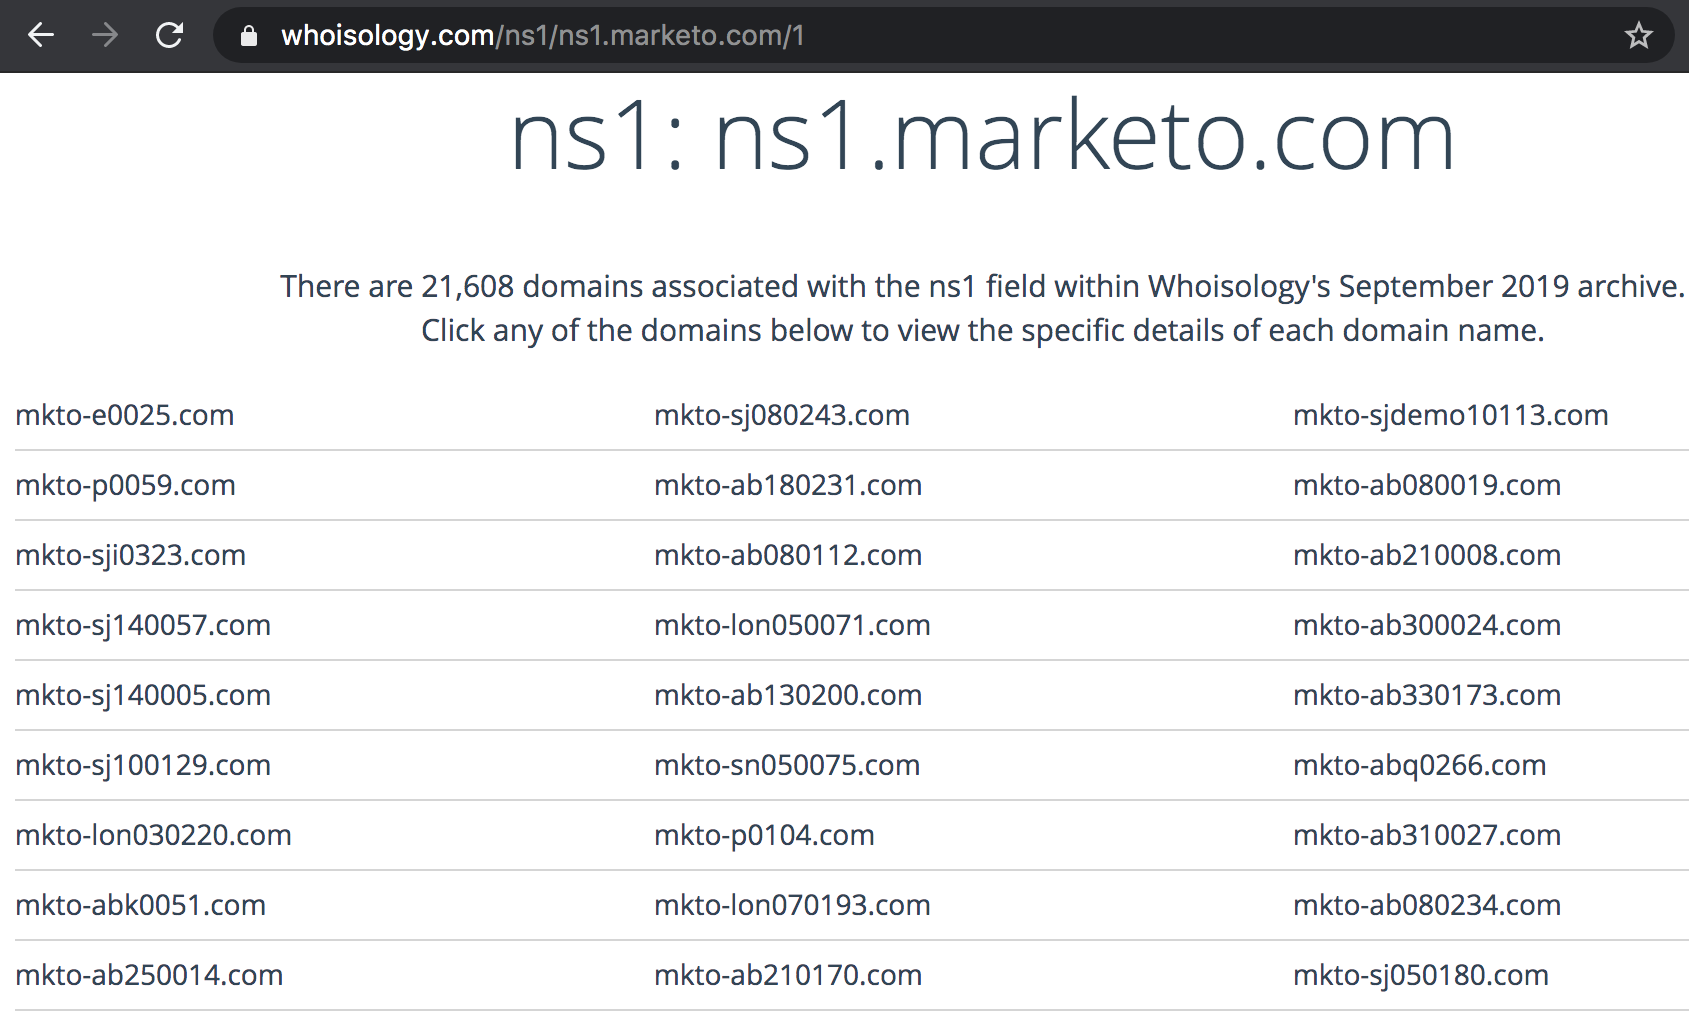 whoisology.com/ns1/ns1.marketo.com/1
ns1: ns1.marketo.com
There are 21,608 domains associated with the ns1 field within Whoisology's September 2019 archive.
Click any of the domains below to view the specific details of each domain name.
mkto-e0025.com mkto-sj080243.com mkto-sjdemo10113.com
mkto-p0059.com mkto-ab180231.com mkto-ab080019.com
mkto-sji0323.com mkto-ab080112.com mkto-ab210008.com
mkto-sj140057.com mkto-lon050071.com mkto-ab300024.com
mkto-sj140005.com mkto-ab130200.com mkto-ab330173.com
mkto-sj100129.com mkto-sn050075.com mkto-abq0266.com
mkto-lon030220.com mkto-p0104.com mkto-ab310027.com
mkto-abk0051.com mkto-lon070193.com mkto-ab080234.com
mkto-ab250014.com mkto-ab210170.com mkto-sj050180.com